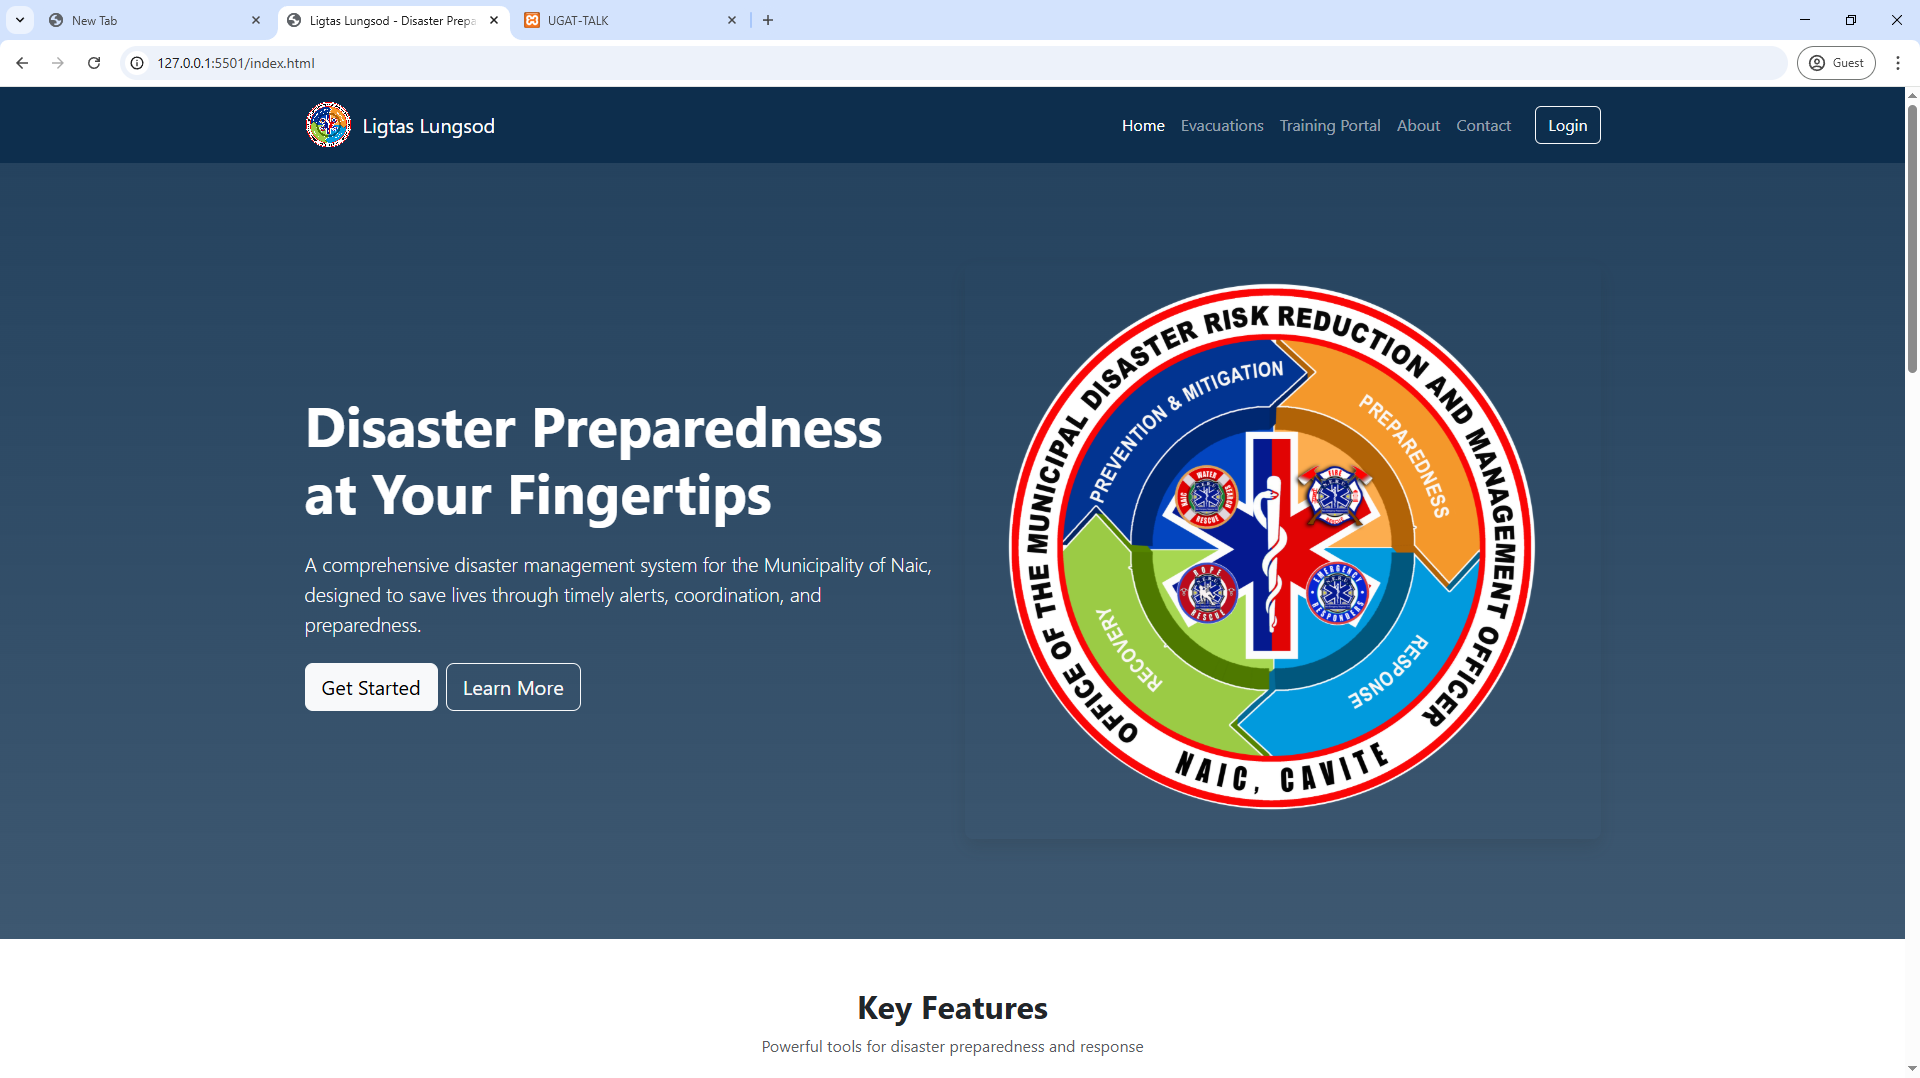 New Tab
Ligtas Lungsod - Disaster Prepa
UGAT-TALK
127.0.0.1:5501/index.html
Guest
Ligtas Lungsod
Home
Evacuations
Training Portal
About
Contact
Login
Disaster Preparedness
at Your Fingertips
A comprehensive disaster management system for the Municipality of Naic,
designed to save lives through timely alerts, coordination, and
preparedness.
Get Started
Learn More
OFFICE OF THE MUNICIPAL DISASTER RISK REDUCTION AND MANAGEMENT OFFICER
NAIC, CAVITE
PREVENTION & MITIGATION
PREPAREDNESS
RESPONSE
RECOVERY
WATER
SEARCH
RESCUE
NAIC
FIRE
ROPE
RESCUE
EMERGENCY
RESPONDERS
Key Features
Powerful tools for disaster preparedness and response